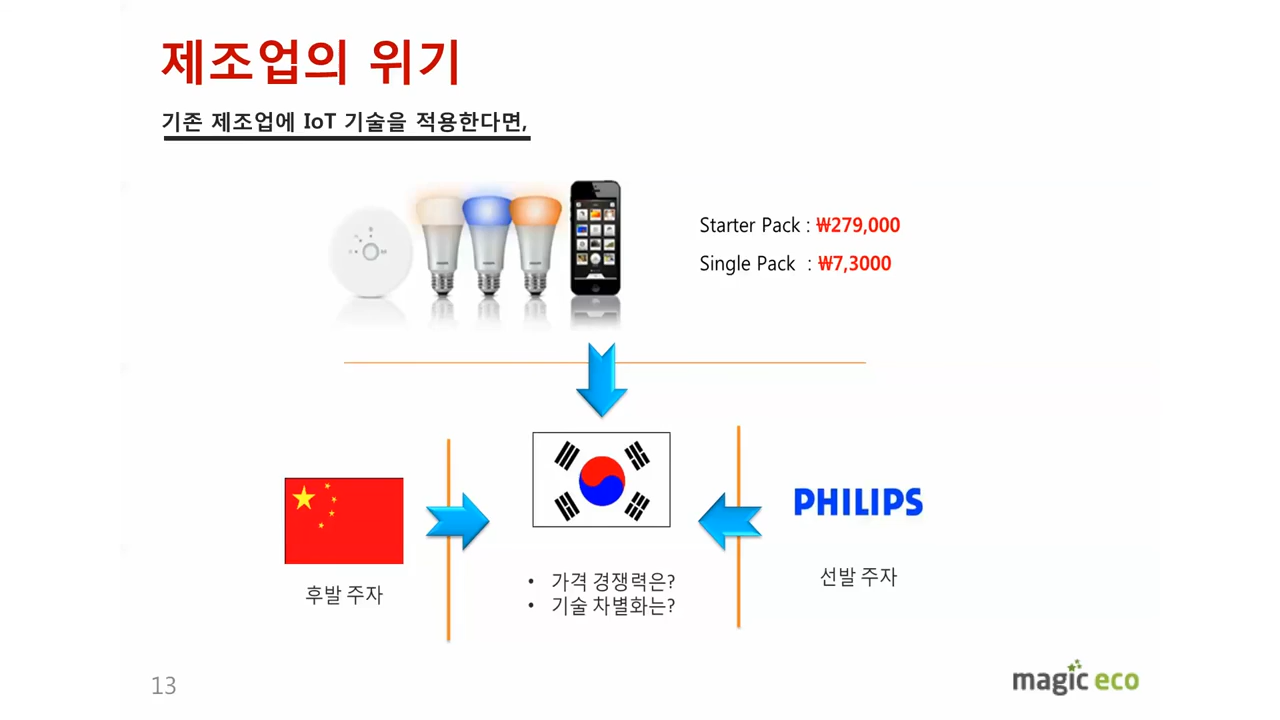 제조업의 위기
기존 제조업에 IoT 기술을 적용한다면,
Starter Pack : ₩279,000
Single Pack : ₩7,3000
PHILIPS
후발 주자
• 가격 경쟁력은?
• 기술 차별화는?
선발 주자
13
magic eco